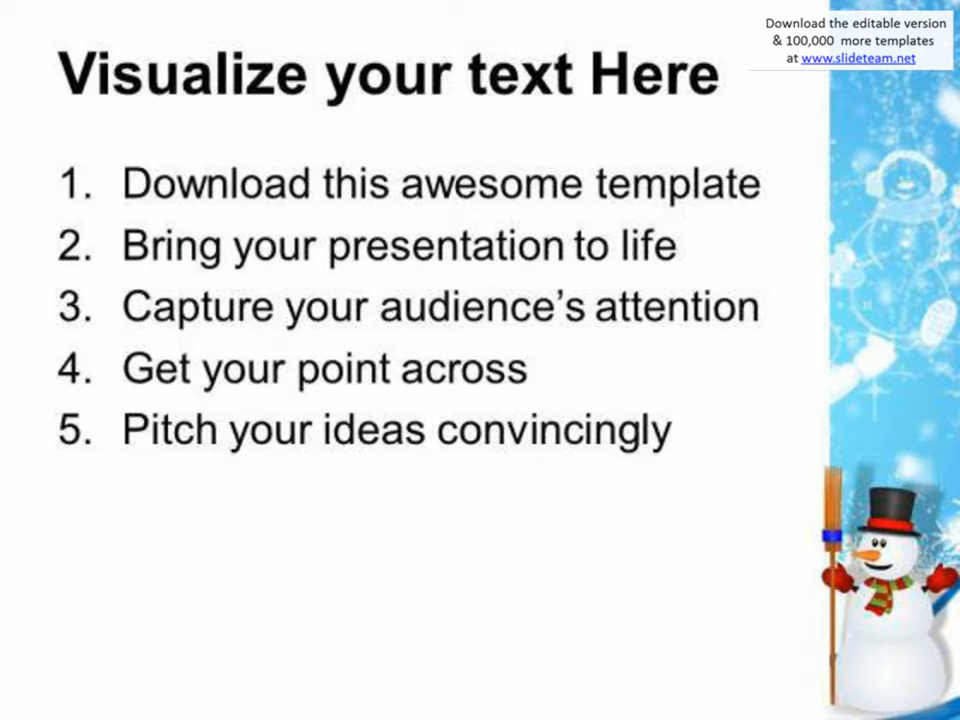 Download the editable version
& 100,000 more templates
at www.slideteam.net
Visualize your text Here
1. Download this awesome template
2. Bring your presentation to life
3. Capture your audience’s attention
4. Get your point across
5. Pitch your ideas convincingly